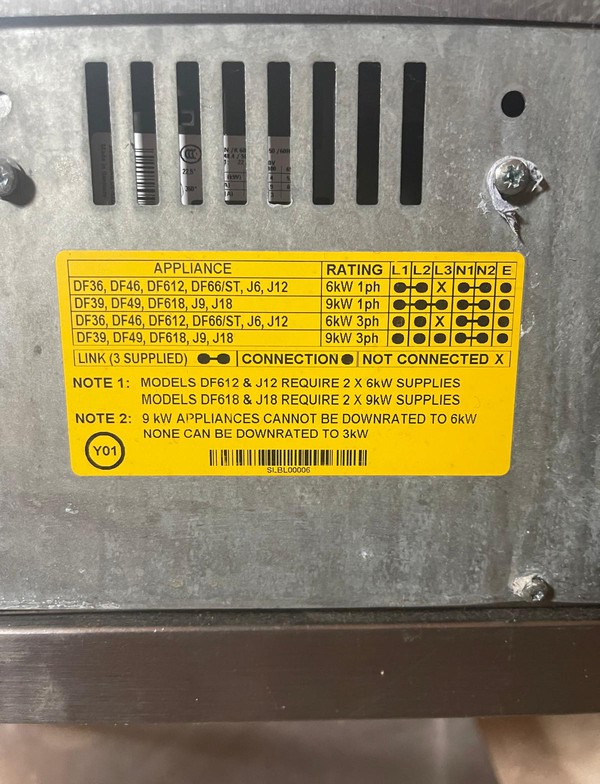 APPLIANCE RATING L1 L2 L3 N1 N2 E
DF36, DF46, DF612, DF66/ST, J6, J12 6kW 1ph X
DF39, DF49, DF618, J9, J18 9kW 1ph
DF36, DF46, DF612, DF66/ST, J6, J12 6kW 3ph X
DF39, DF49, DF618, J9, J18 9kW 3ph
LINK (3 SUPPLIED) CONNECTION NOT CONNECTED X
NOTE 1: MODELS DF612 & J12 REQUIRE 2 X 6kW SUPPLIES
MODELS DF618 & J18 REQUIRE 2 X 9kW SUPPLIES
NOTE 2: 9 kW APPLIANCES CANNOT BE DOWNRATED TO 6kW
NONE CAN BE DOWNRATED TO 3kW
Y01
SLBL00006